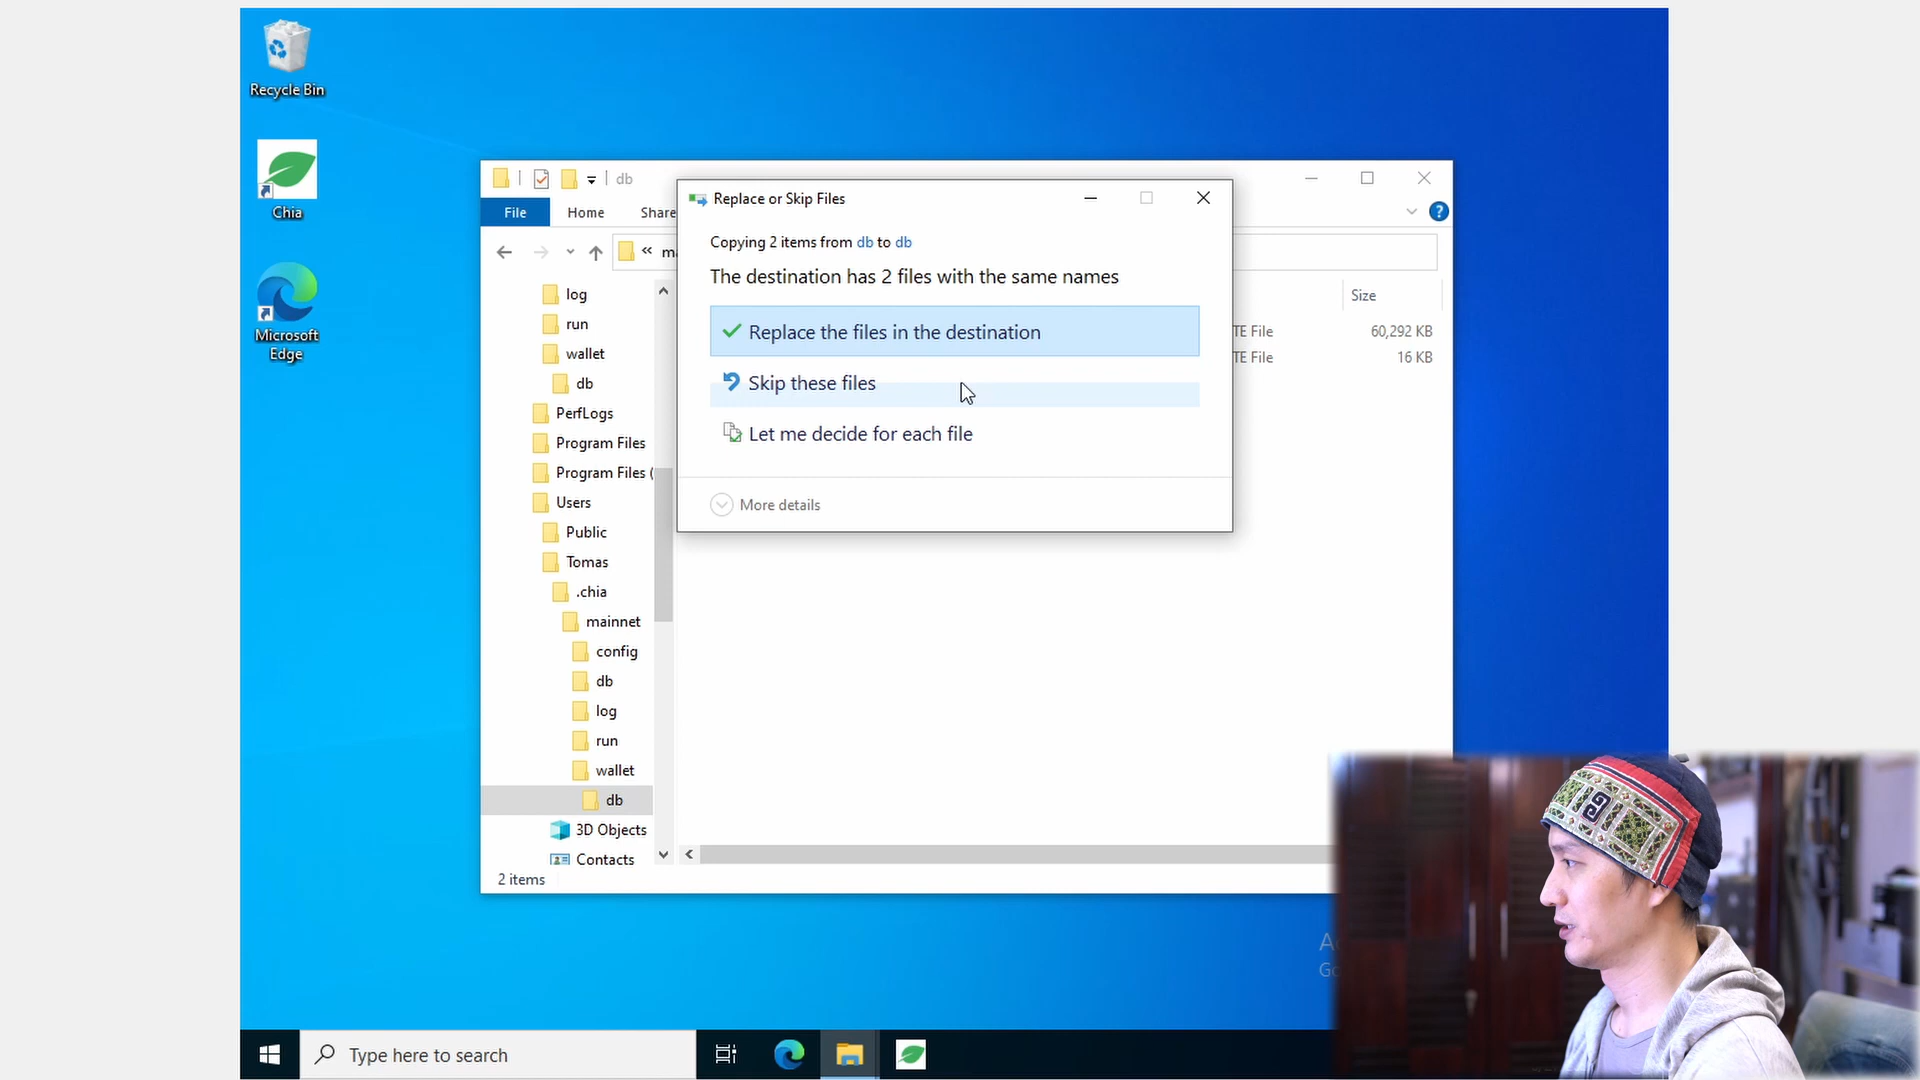 Recycle Bin
Chia
Microsoft
Edge
db
File
Home
Share
«
log
run
wallet
db
PerfLogs
Program Files
Program Files (
Users
Public
Tomas
.chia
mainnet
config
db
log
run
wallet
db
3D Objects
Contacts
2 items
Size
TE File
60,292 KB
TE File
16 KB
Replace or Skip Files
Copying 2 items from db to db
The destination has 2 files with the same names
Replace the files in the destination
Skip these files
Let me decide for each file
More details
Type here to search